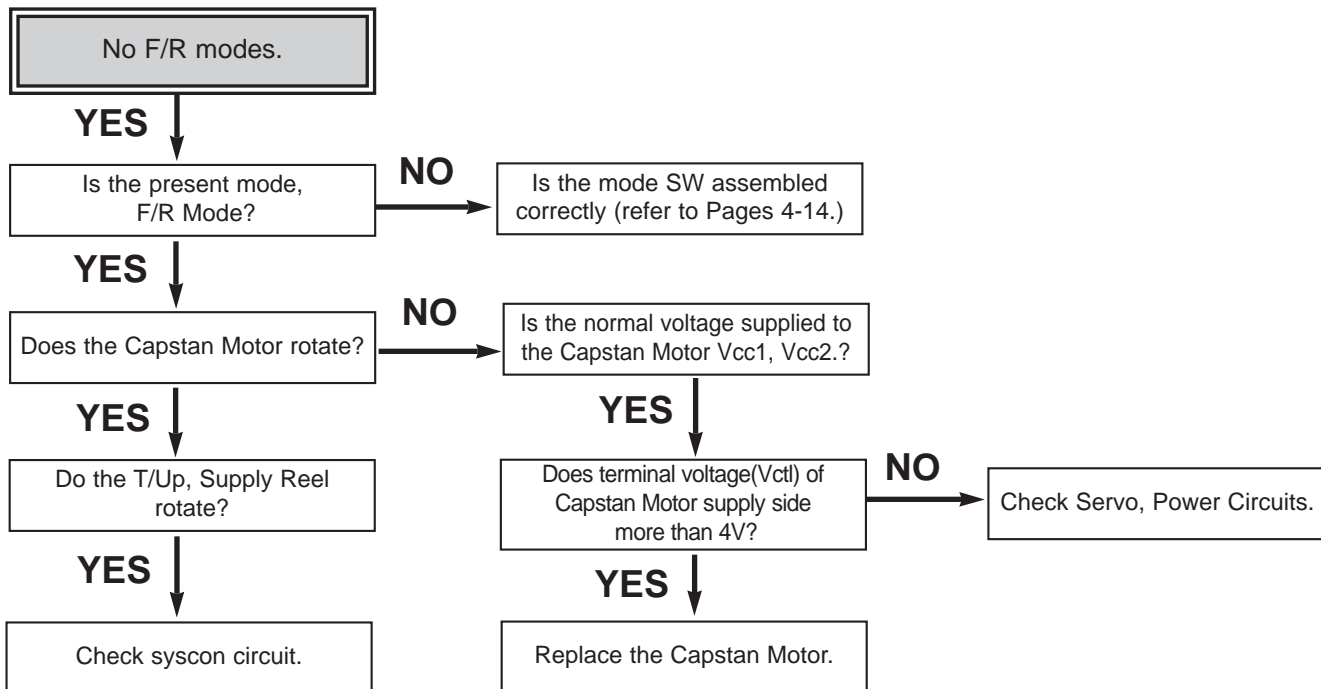 No F/R modes.
YES
Is the present mode,
F/R Mode?
NO
Is the mode SW assembled
correctly (refer to Pages 4-14.)
YES
Does the Capstan Motor rotate?
NO
Is the normal voltage supplied to
the Capstan Motor Vcc1, Vcc2.?
YES
YES
Do the T/Up, Supply Reel
rotate?
Does terminal voltage(Vctl) of
Capstan Motor supply side
more than 4V?
NO
Check Servo, Power Circuits.
YES
YES
Check syscon circuit.
Replace the Capstan Motor.